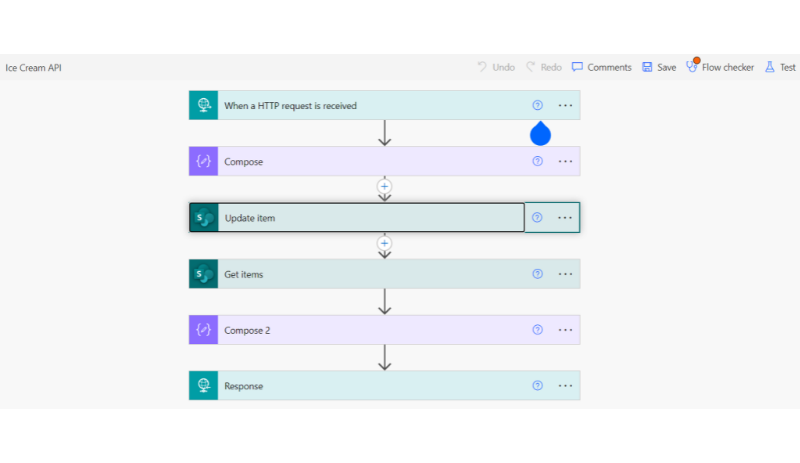 Ice Cream API
Undo Redo Comments Save Flow checker Test
When a HTTP request is received
Compose
Update item
Get items
Compose 2
Response